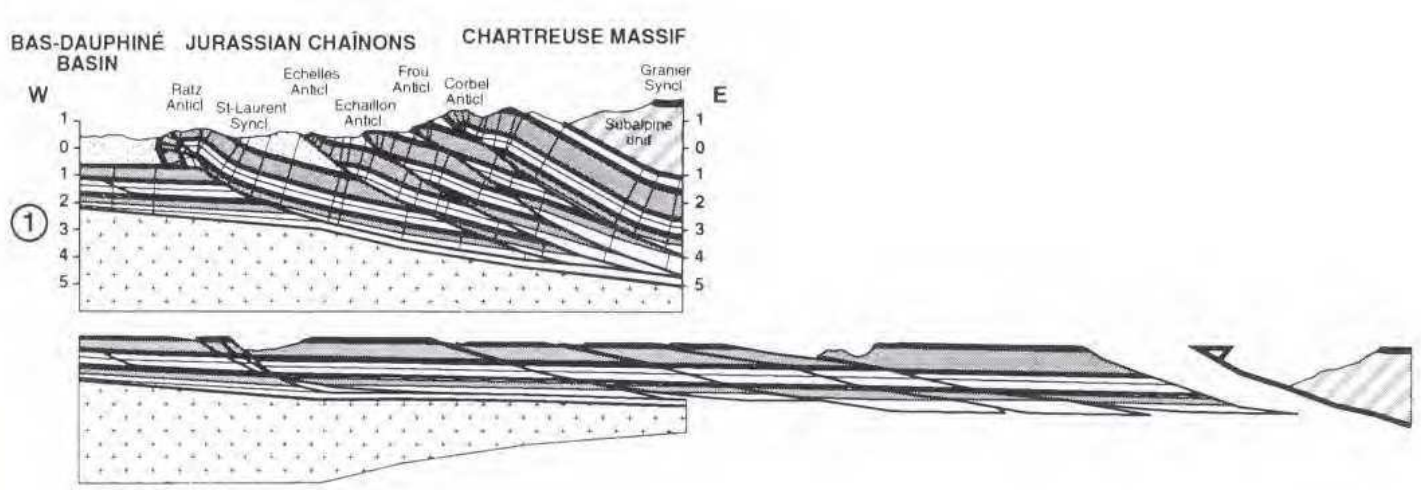 BAS-DAUPHINÉ BASIN
JURASSIAN CHAÎNONS
CHARTREUSE MASSIF
W
E
Ratz Anticl
St-Laurent Syncl
Echelles Anticl
Echaillon Anticl
Frou Anticl
Corbel Anticl
Granier Syncl
Subalpine unit
1
0
1
2
3
4
5
1
0
1
2
3
4
5
1